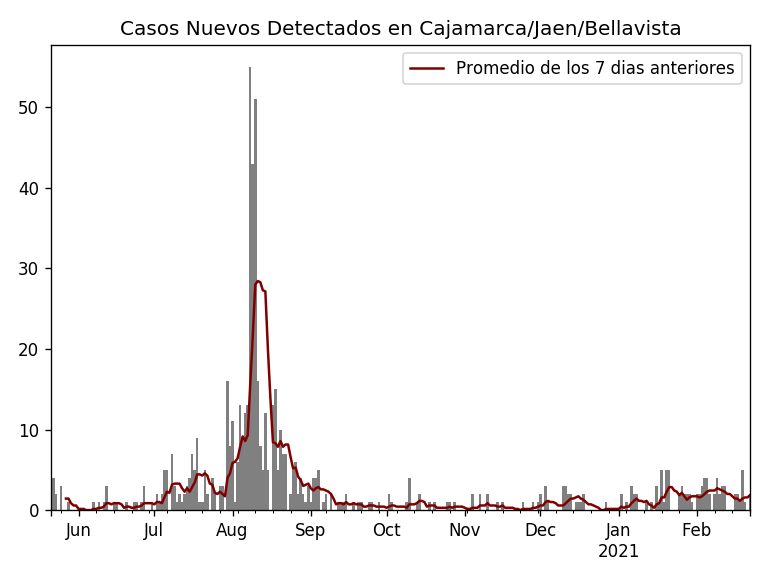 Casos Nuevos Detectados en Cajamarca/Jaen/Bellavista
Promedio de los 7 dias anteriores
50
40
30
20
10
0
Jun Jul Aug Sep Oct Nov Dec Jan Feb
2021